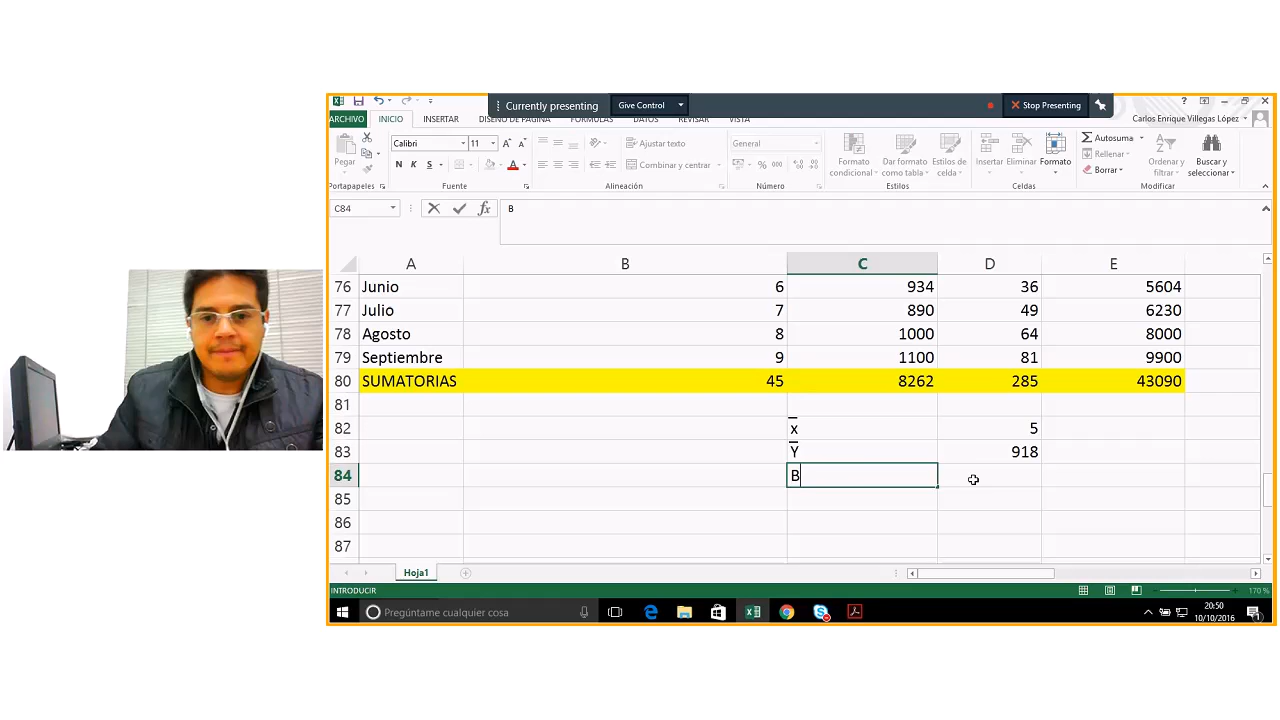 Currently presenting Give Control Stop Presenting
ARCHIVO INICIO INSERTAR DISEÑO DE PÁGINA FÓRMULAS DATOS REVISAR VISTA Carlos Enrique Villegas López
Pegar Calibri 11 Ajustar texto General Formato condicional Dar formato como tabla Estilos de celda Insertar Eliminar Formato Autosuma Ordenar y filtrar Buscar y seleccionar
N K S A Combinar y centrar % 000 Rellenar
Borrar
Portapapeles Fuente Alineación Número Estilos Celdas Modificar
C84 fx B
A B C D E
76 Junio 6 934 36 5604
77 Julio 7 890 49 6230
78 Agosto 8 1000 64 8000
79 Septiembre 9 1100 81 9900
80 SUMATORIAS 45 8262 285 43090
81
82 x̅ 5
83 Y̅ 918
84 B
85
86
87
Hoja1
INTRODUCIR 170 %
Pregúntame cualquier cosa 20:50
10/10/2016